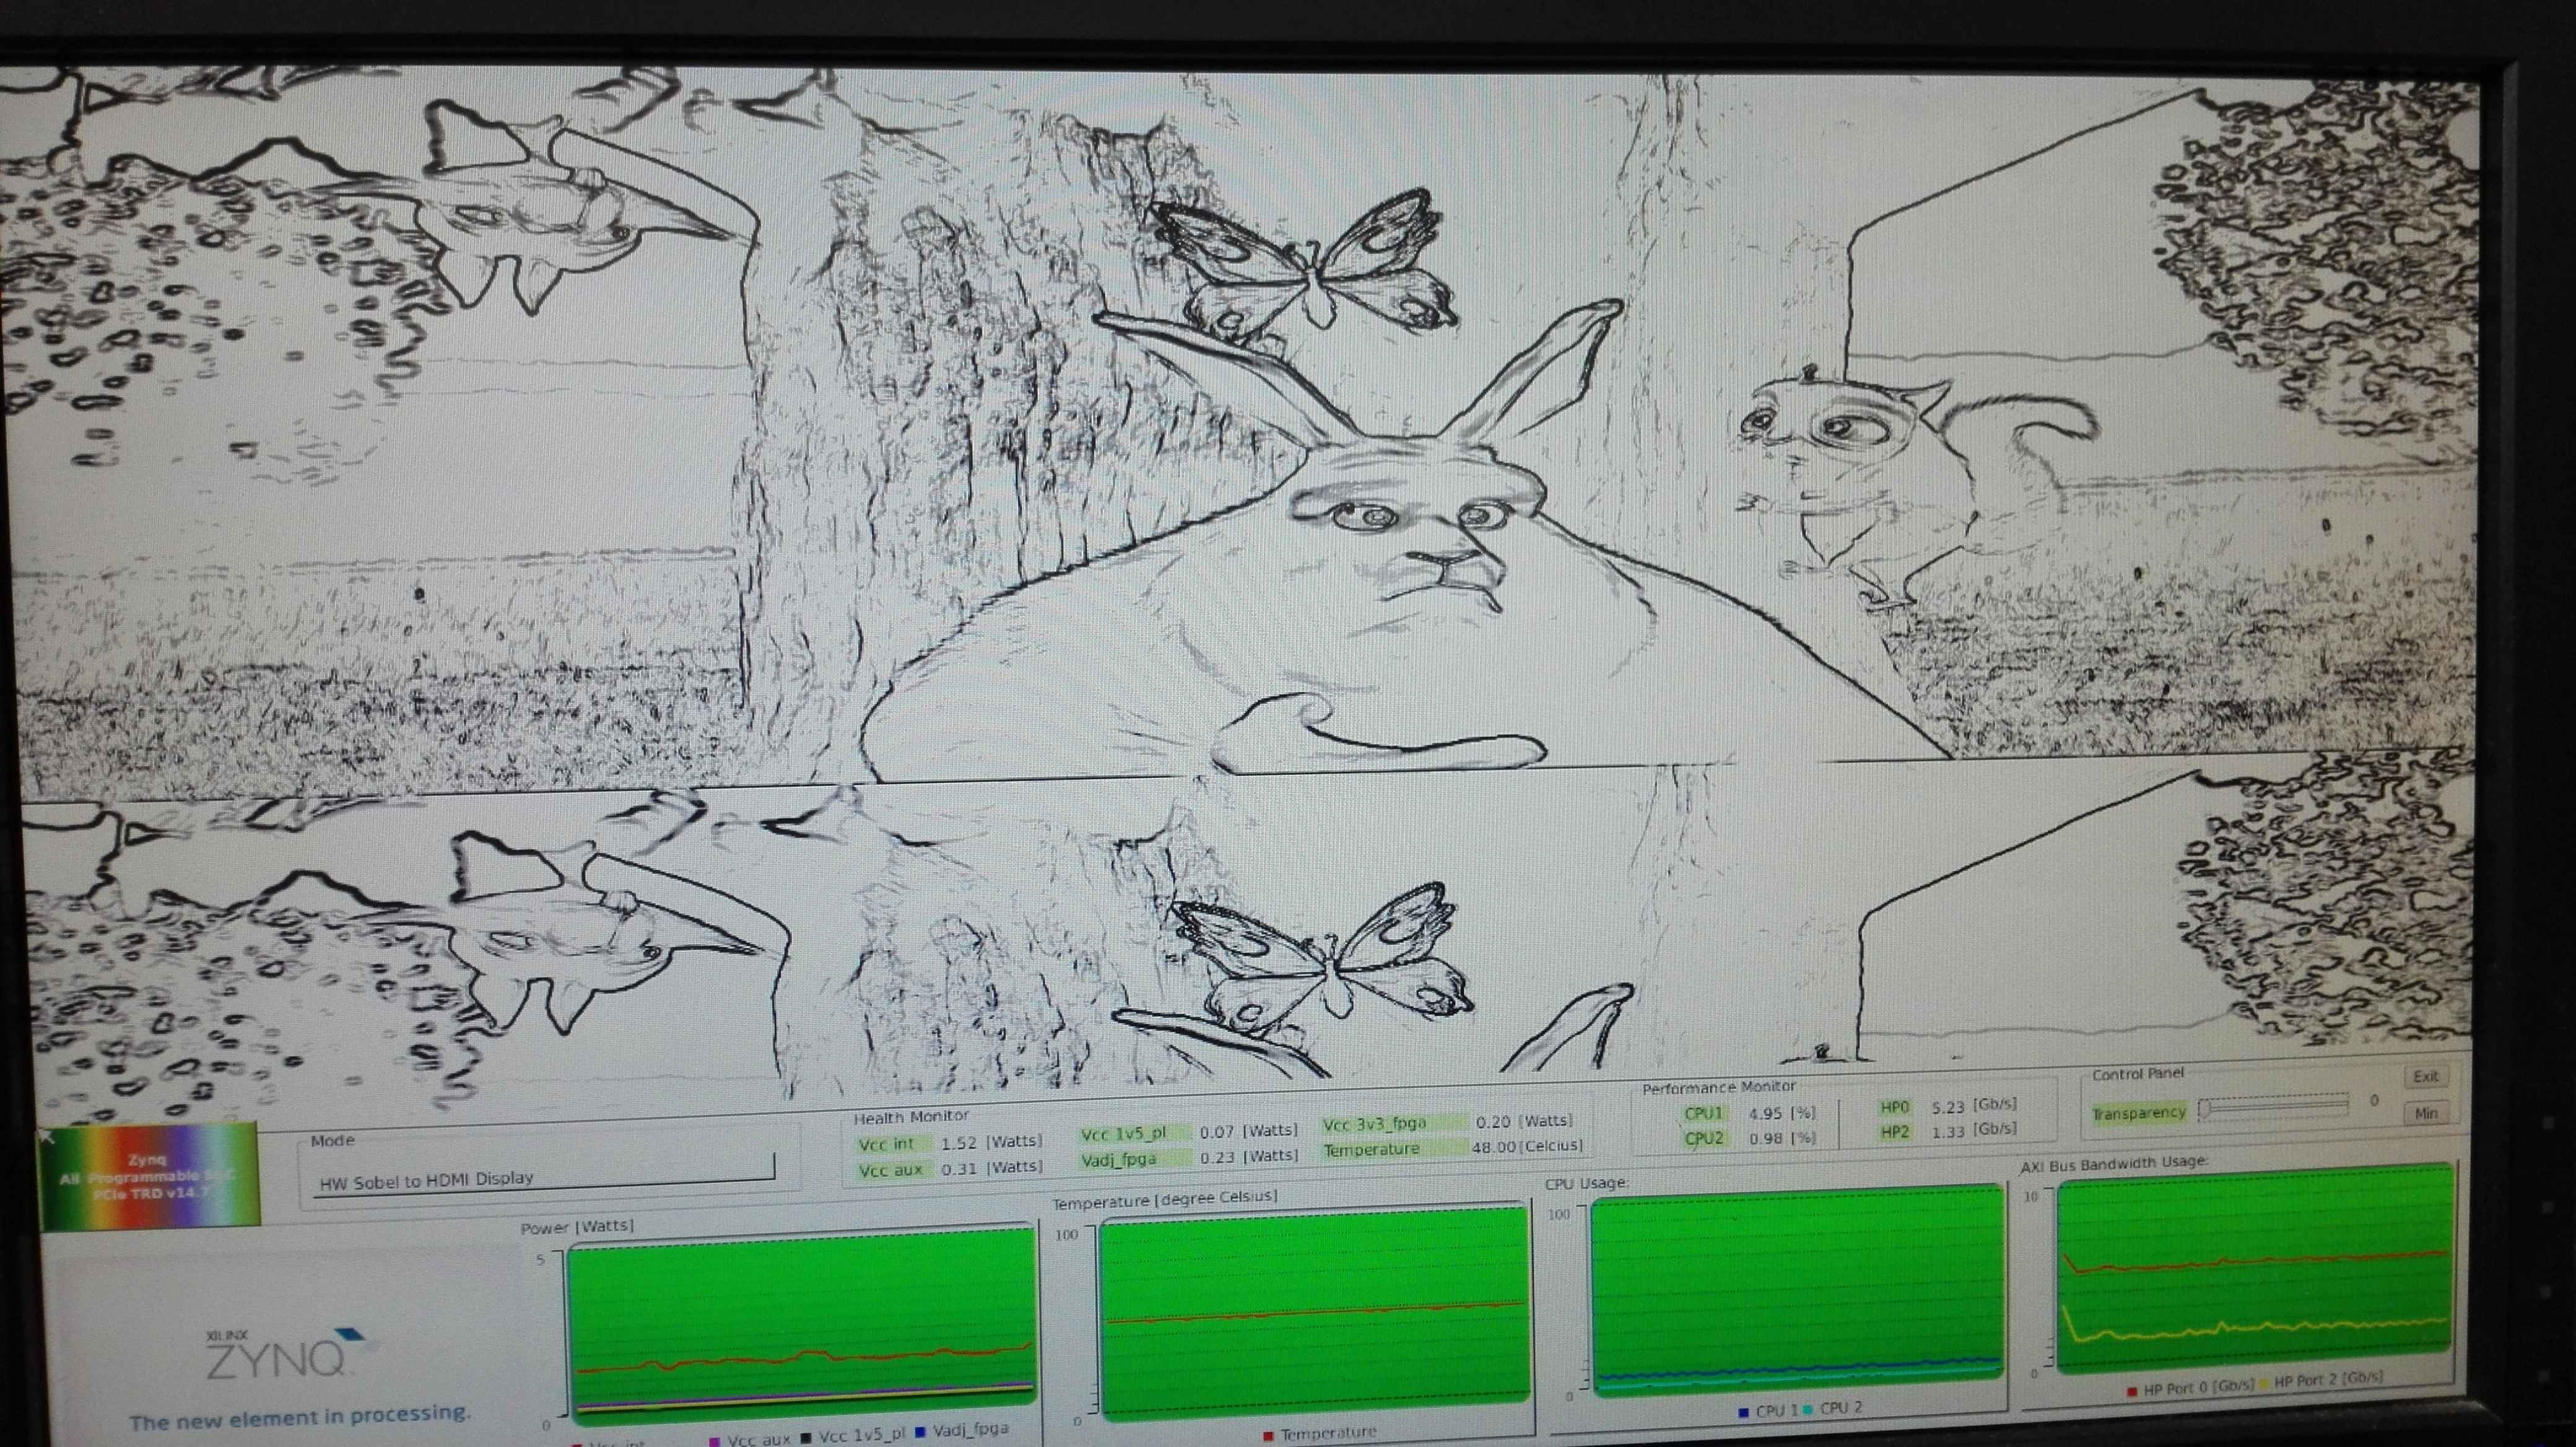 Zynq
All Programmable
PCIe TRD v14.7
Mode
HW Sobel to HDMI Display
Health Monitor
Vcc int 1.52 [Watts] Vcc 1v5_pl 0.07 [Watts] Vcc 3v3_fpga 0.20 [Watts]
Vcc aux 0.31 [Watts] Vadj_fpga 0.23 [Watts] Temperature 48.00[Celcius]
Performance Monitor
CPU1 4.95 [%] HP0 5.23 [Gb/s]
CPU2 0.98 [%] HP2 1.33 [Gb/s]
Control Panel
Transparency 0
Exit
Min
XILINX
ZYNQ
The new element in processing.
Power [Watts]
5
0
Vcc aux Vcc 1v5_pl Vadj_fpga
Temperature [degree Celsius]
100
0
Temperature
CPU Usage:
100
0
CPU 1 CPU 2
AXI Bus Bandwidth Usage:
10
0
HP Port 0 [Gb/s] HP Port 2 [Gb/s]